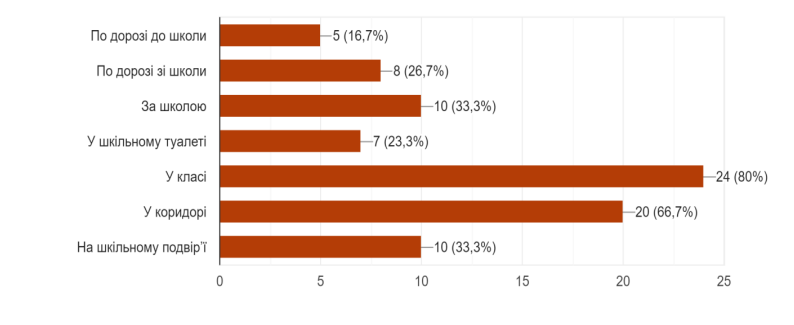 По дорозі до школи 5 (16,7%)
По дорозі зі школи 8 (26,7%)
За школою 10 (33,3%)
У шкільному туалеті 7 (23,3%)
У класі 24 (80%)
У коридорі 20 (66,7%)
На шкільному подвір'ї 10 (33,3%)
0 5 10 15 20 25